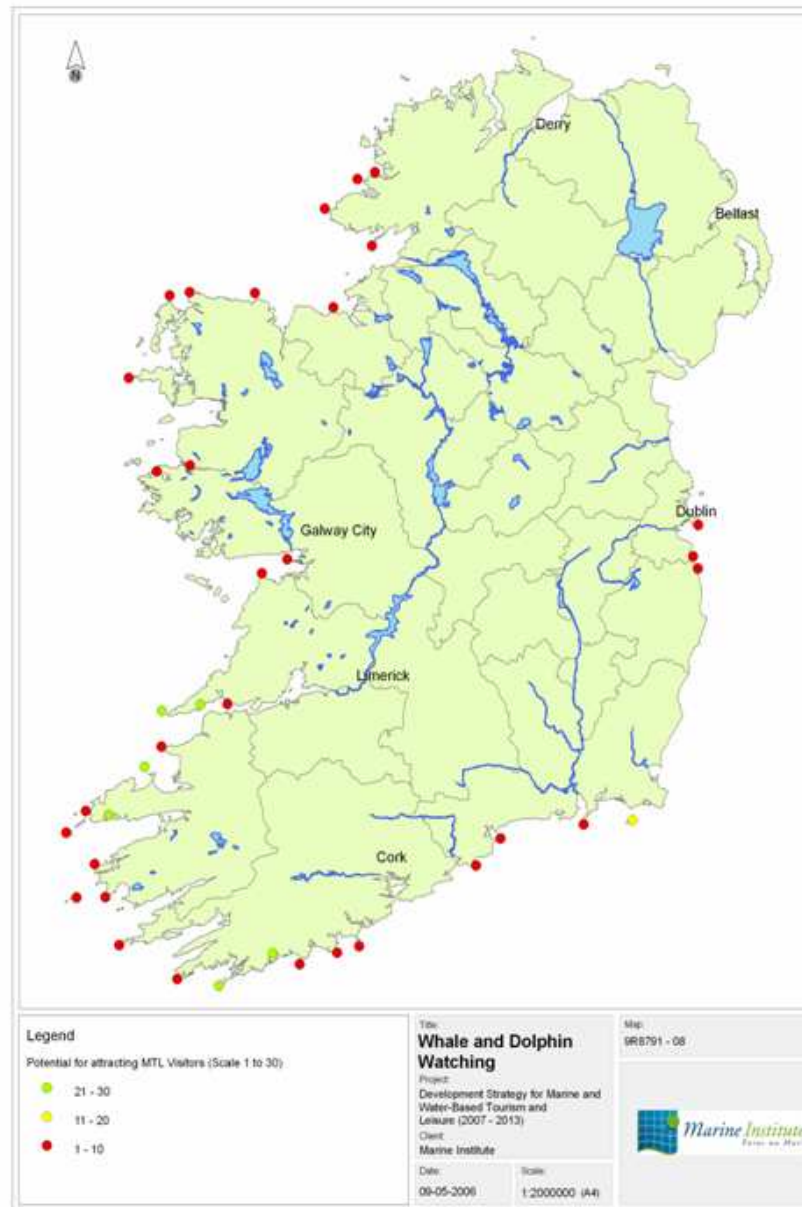 N
Derry
Belfast
Dublin
Galway City
Limerick
Cork
Legend
Potential for attracting MTL Visitors (Scale 1 to 30)
21 - 30
11 - 20
1 - 10
Title:
Whale and Dolphin
Watching
Project:
Development Strategy for Marine and
Water-Based Tourism and
Leisure (2007 - 2013)
Client:
Marine Institute
Date:
09-05-2006
Scale:
1:2000000 (A4)
Map:
9R8791 - 08
Marine Institute